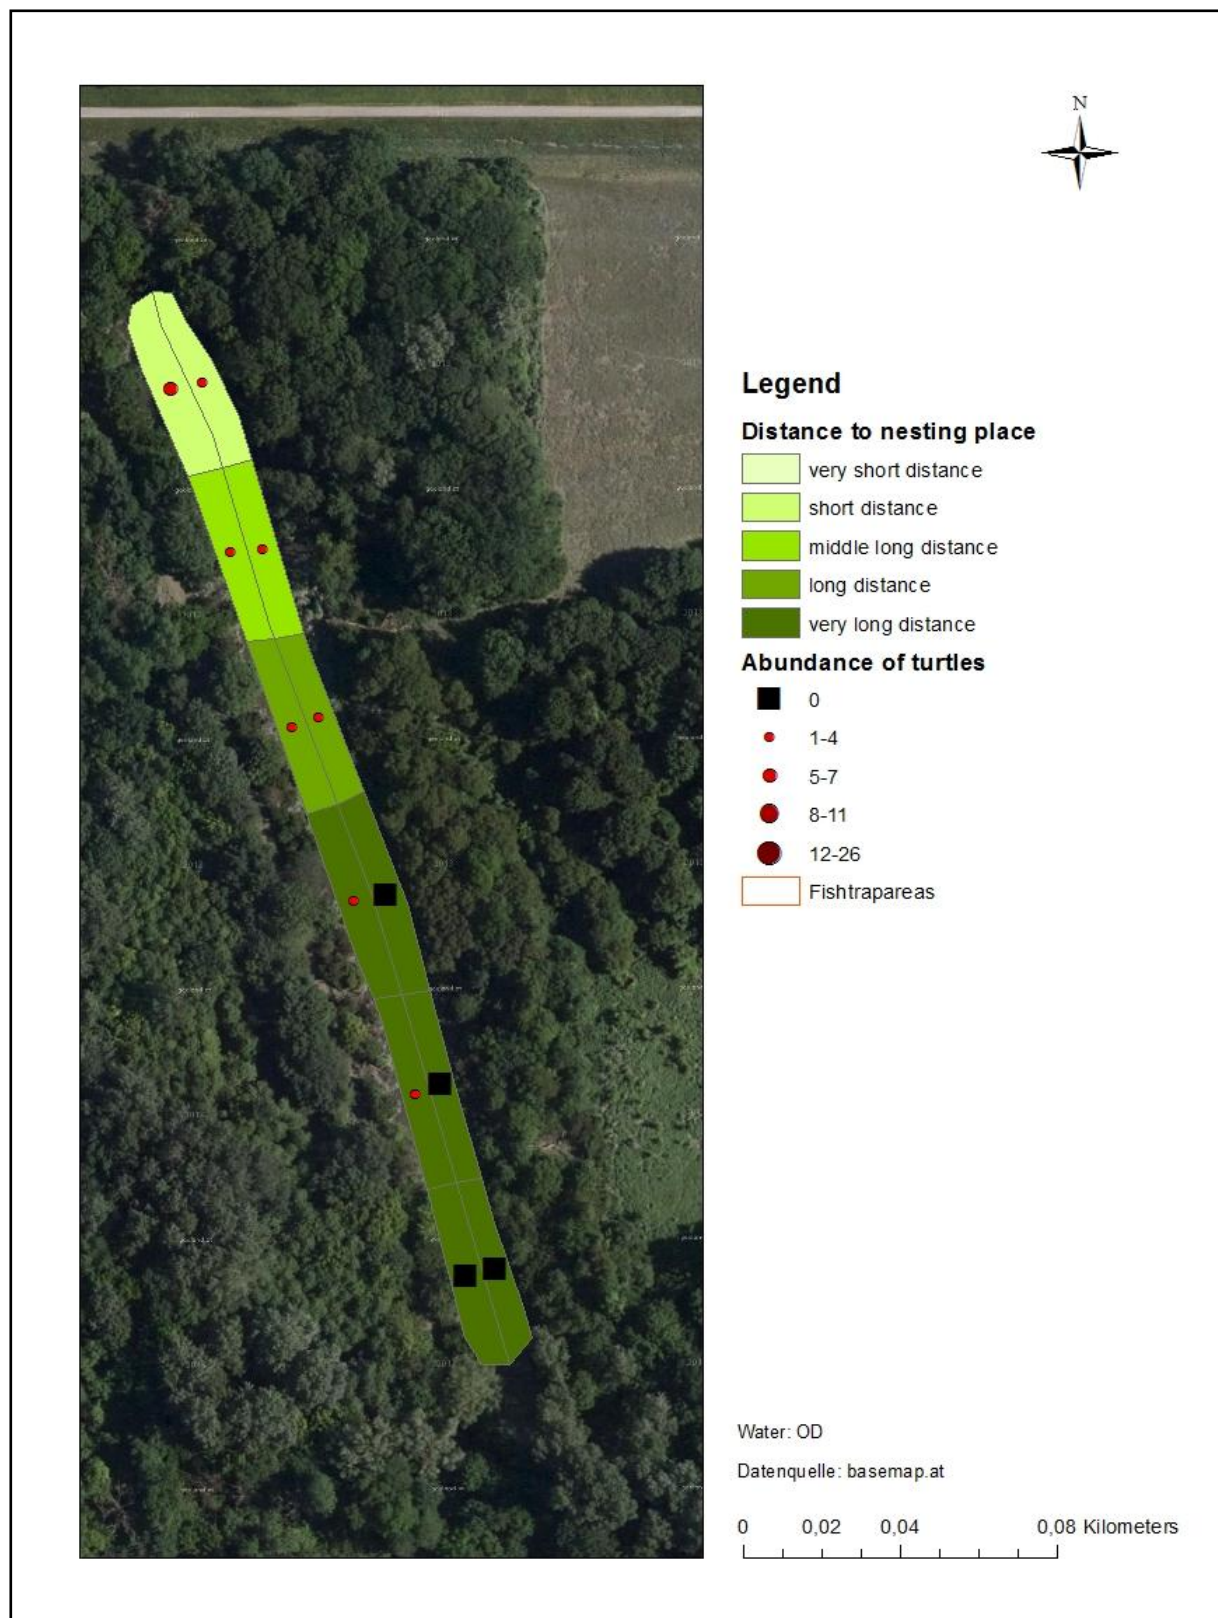 N
Legend
Distance to nesting place
very short distance
short distance
middle long distance
long distance
very long distance
Abundance of turtles
0
1-4
5-7
8-11
12-26
Fishtrapareas
Water: OD
Datenquelle: basemap.at
0 0,02 0,04 0,08 Kilometers